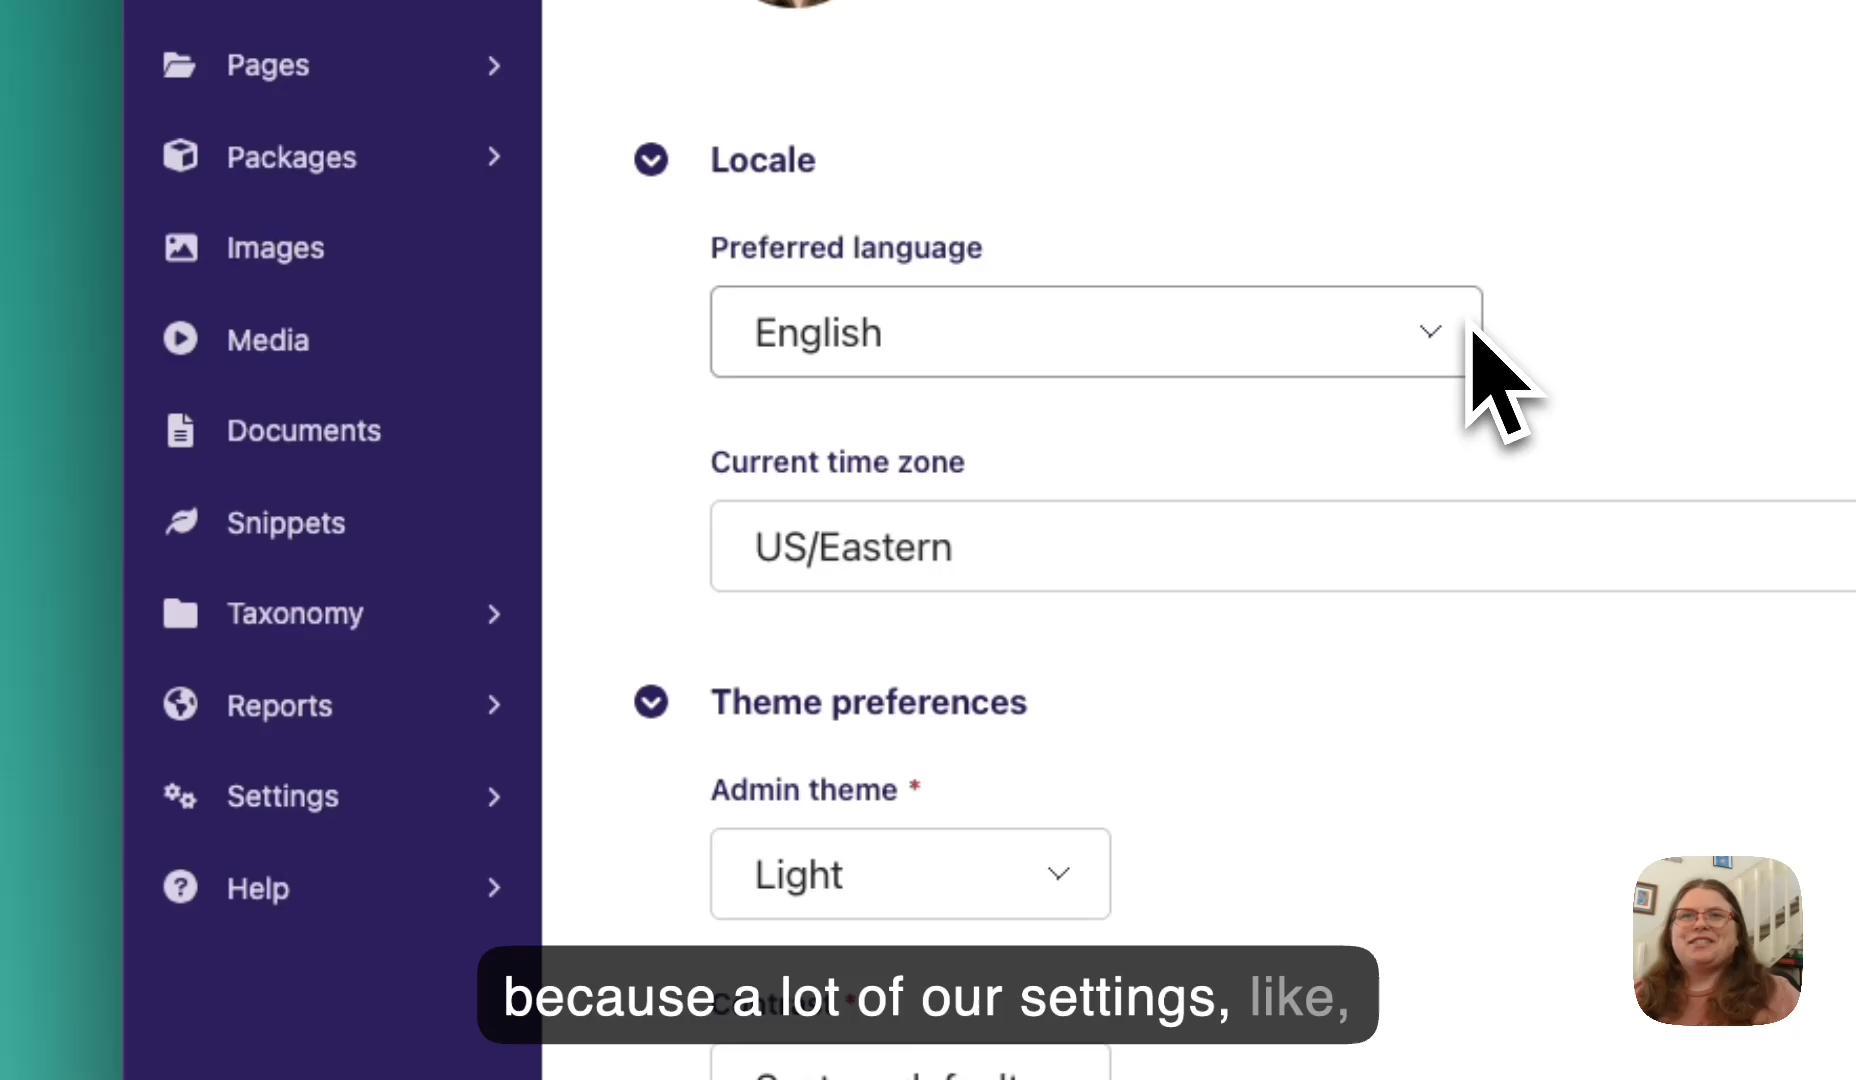 Pages
Packages
Images
Media
Documents
Snippets
Taxonomy
Reports
Settings
Help
Locale
Preferred language
English
Current time zone
US/Eastern
Theme preferences
Admin theme *
Light
because a lot of our settings, like,